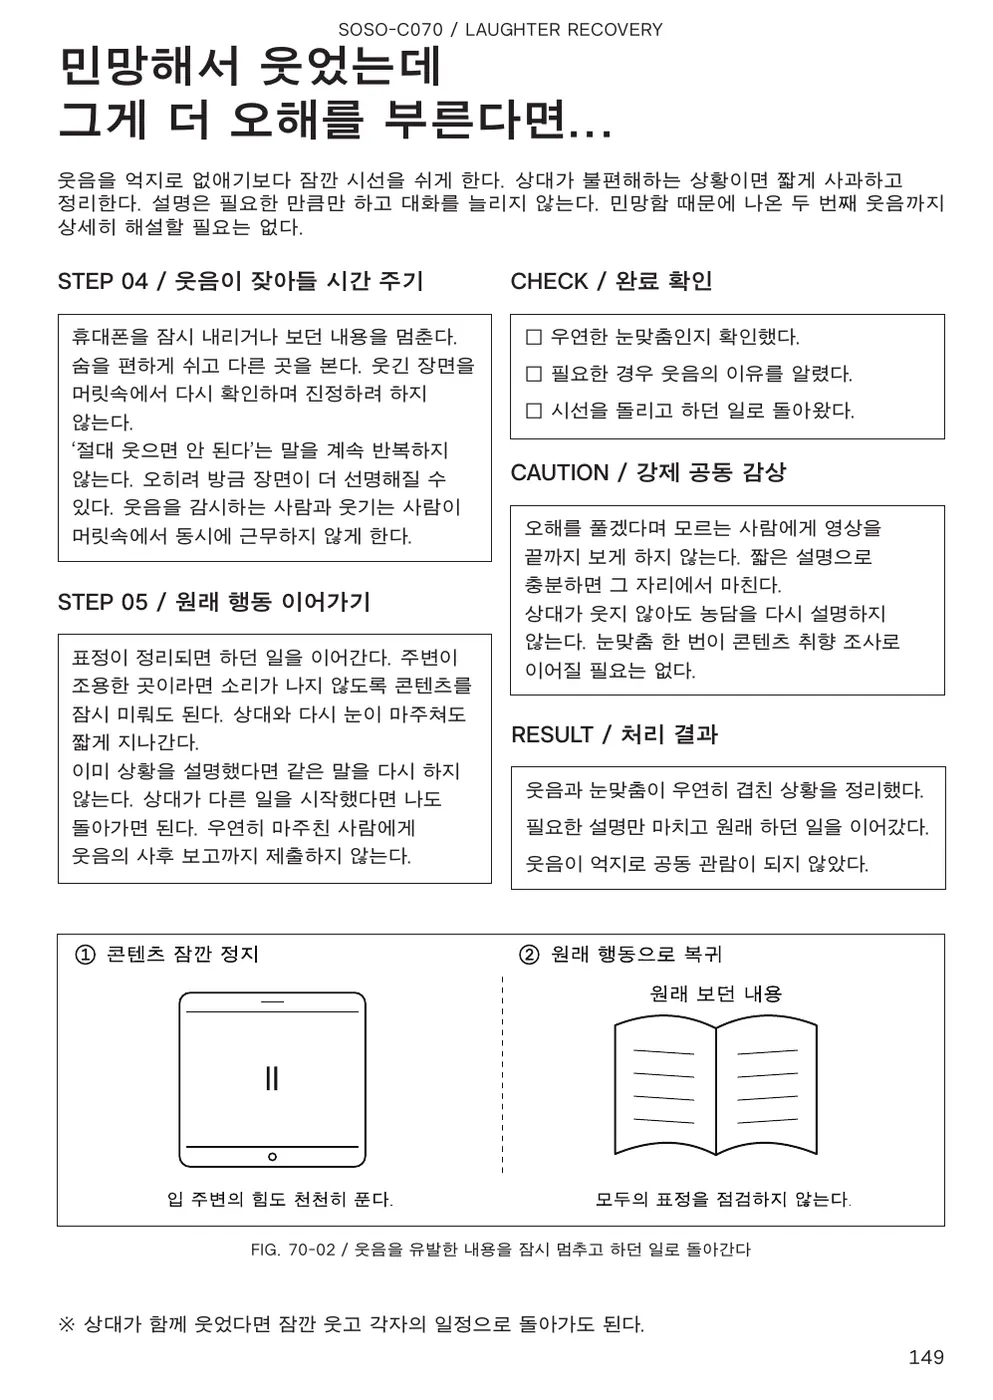 SOSO-C070 / LAUGHTER RECOVERY
민망해서 웃었는데
그게 더 오해를 부른다면...
웃음을 억지로 없애기보다 잠깐 시선을 쉬게 한다. 상대가 불편해하는 상황이면 짧게 사과하고
정리한다. 설명은 필요한 만큼만 하고 대화를 늘리지 않는다. 민망함 때문에 나온 두 번째 웃음까지
상세히 해설할 필요는 없다.
STEP 04 / 웃음이 잦아들 시간 주기
휴대폰을 잠시 내리거나 보던 내용을 멈춘다.
숨을 편하게 쉬고 다른 곳을 본다. 웃긴 장면을
머릿속에서 다시 확인하며 진정하려 하지
않는다.
‘절대 웃으면 안 된다’는 말을 계속 반복하지
않는다. 오히려 방금 장면이 더 선명해질 수
있다. 웃음을 감시하는 사람과 웃기는 사람이
머릿속에서 동시에 근무하지 않게 한다.
STEP 05 / 원래 행동 이어가기
표정이 정리되면 하던 일을 이어간다. 주변이
조용한 곳이라면 소리가 나지 않도록 콘텐츠를
잠시 미뤄도 된다. 상대와 다시 눈이 마주쳐도
짧게 지나간다.
이미 상황을 설명했다면 같은 말을 다시 하지
않는다. 상대가 다른 일을 시작했다면 나도
돌아가면 된다. 우연히 마주친 사람에게
웃음의 사후 보고까지 제출하지 않는다.
CHECK / 완료 확인
□ 우연한 눈맞춤인지 확인했다.
□ 필요한 경우 웃음의 이유를 알렸다.
□ 시선을 돌리고 하던 일로 돌아왔다.
CAUTION / 강제 공동 감상
오해를 풀겠다며 모르는 사람에게 영상을
끝까지 보게 하지 않는다. 짧은 설명으로
충분하면 그 자리에서 마친다.
상대가 웃지 않아도 농담을 다시 설명하지
않는다. 눈맞춤 한 번이 콘텐츠 취향 조사로
이어질 필요는 없다.
RESULT / 처리 결과
웃음과 눈맞춤이 우연히 겹친 상황을 정리했다.
필요한 설명만 마치고 원래 하던 일을 이어갔다.
웃음이 억지로 공동 관람이 되지 않았다.
① 콘텐츠 잠깐 정지
입 주변의 힘도 천천히 푼다.
② 원래 행동으로 복귀
원래 보던 내용
모두의 표정을 점검하지 않는다.
FIG. 70-02 / 웃음을 유발한 내용을 잠시 멈추고 하던 일로 돌아간다
※ 상대가 함께 웃었다면 잠깐 웃고 각자의 일정으로 돌아가도 된다.
149